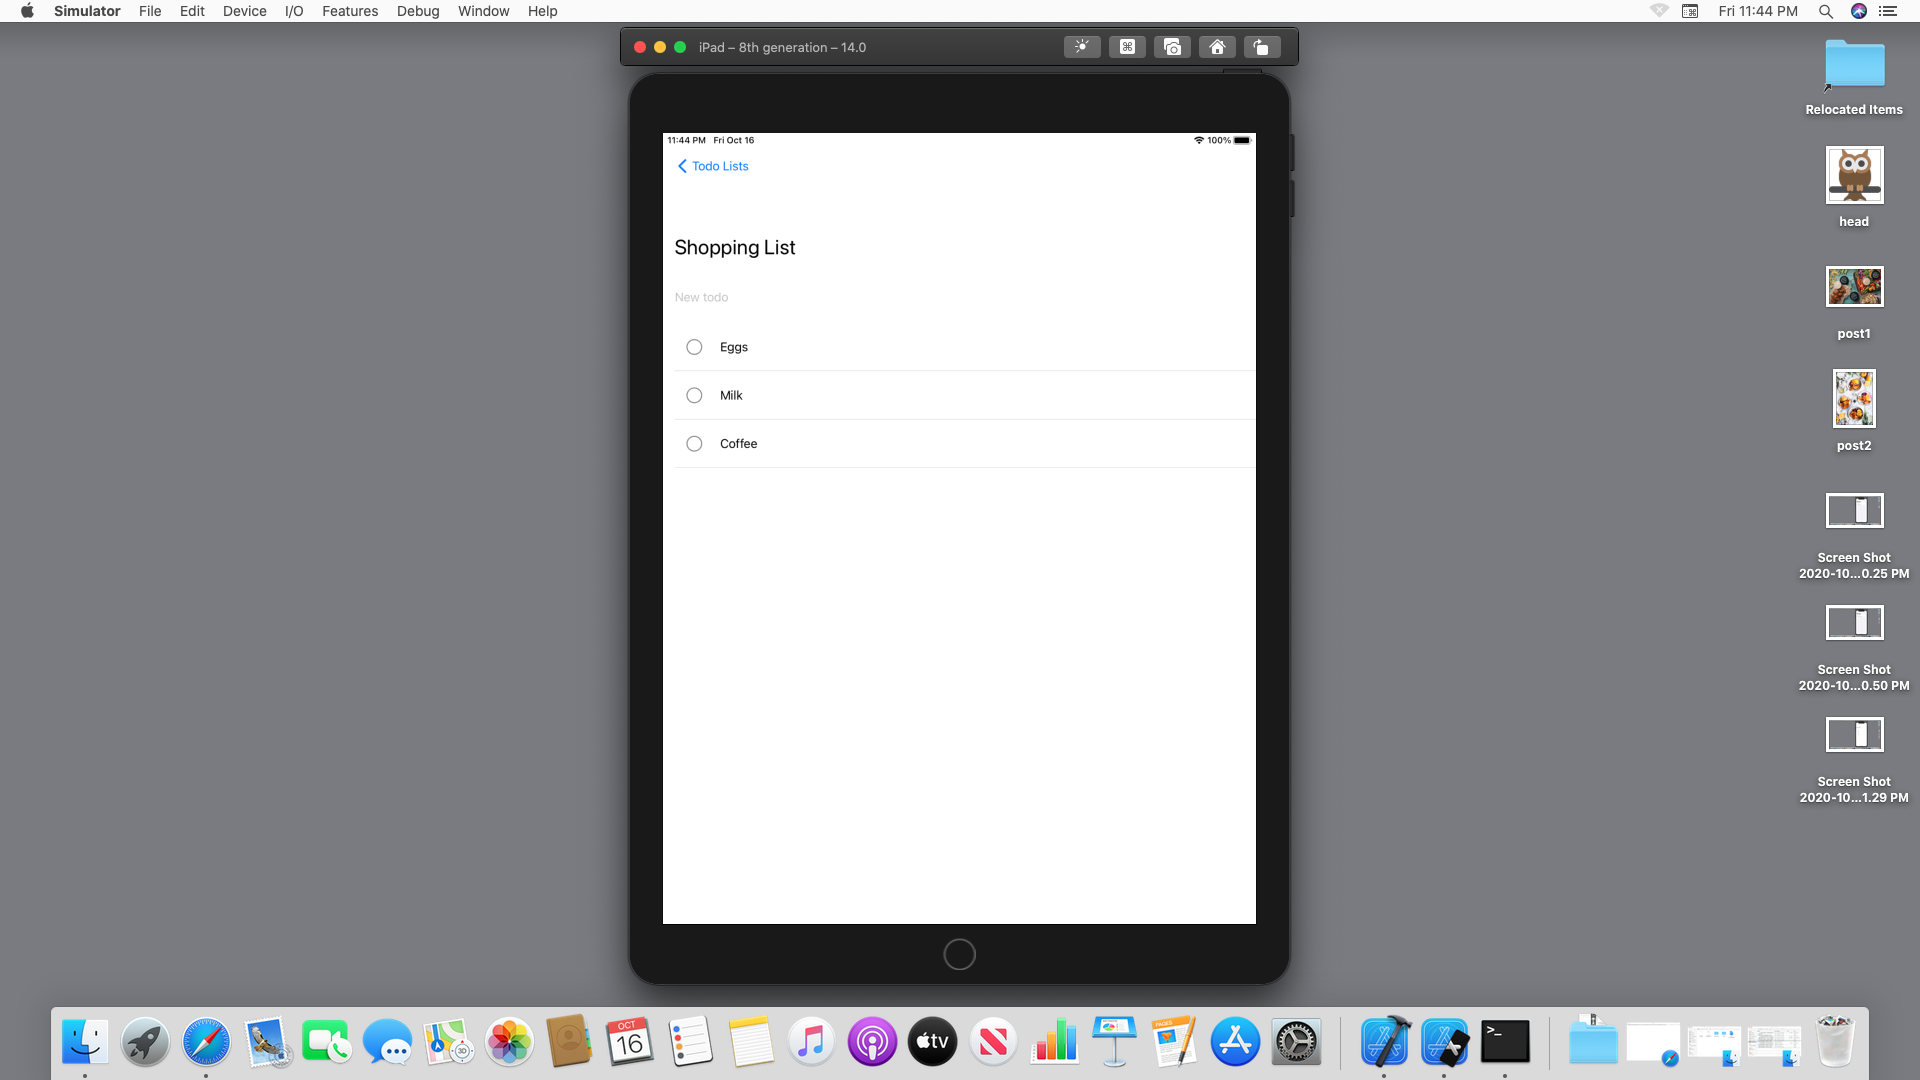 Simulator File Edit Device I/O Features Debug Window Help
Fri 11:44 PM
iPad – 8th generation – 14.0
11:44 PM Fri Oct 16
100%
Todo Lists
Shopping List
New todo
Eggs
Milk
Coffee
Relocated Items
head
post1
post2
Screen Shot
2020-10...0.25 PM
Screen Shot
2020-10...0.50 PM
Screen Shot
2020-10...1.29 PM
3D
OCT
16
tv
PAGES
>_